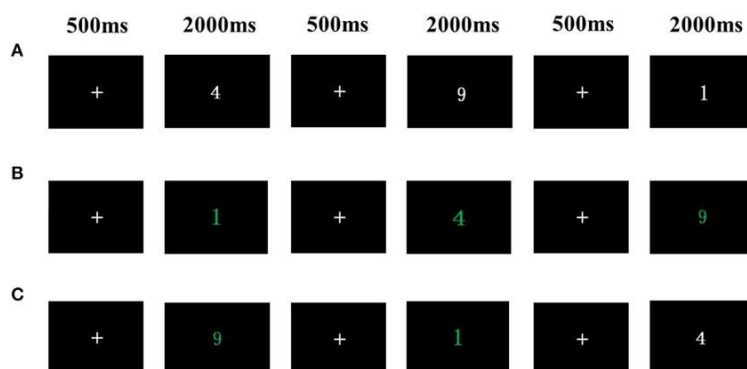 500ms 2000ms 500ms 2000ms 500ms 2000ms
A
+ 4 + 9 + 1
B
+ 1 + 4 + 9
C
+ 9 + 1 + 4